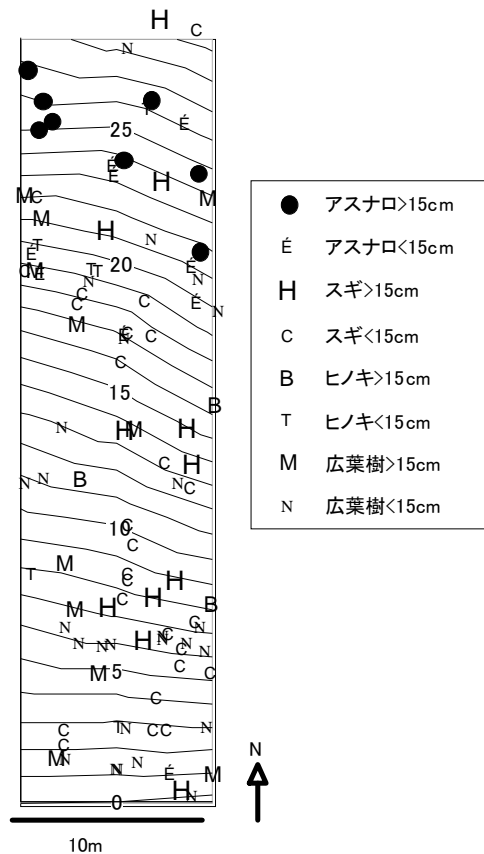 H
C
N
T
É
25
É
É
H
M C M
M
H
N
T
É
20 É
C M É T T
N N
C
C C É
N
M
É C C
N
C
15
B
N H M H
C H
N N B N C
C
10
C
M
T C C H
M H C H B
N C N
N N N H N C N
C N
M 5 C C
C
C T N C C N
C
M N N
N É M
H N
0
10m
N
アスナロ>15cm
É アスナロ<15cm
H スギ>15cm
C スギ<15cm
B ヒノキ>15cm
T ヒノキ<15cm
M 広葉樹>15cm
N 広葉樹<15cm